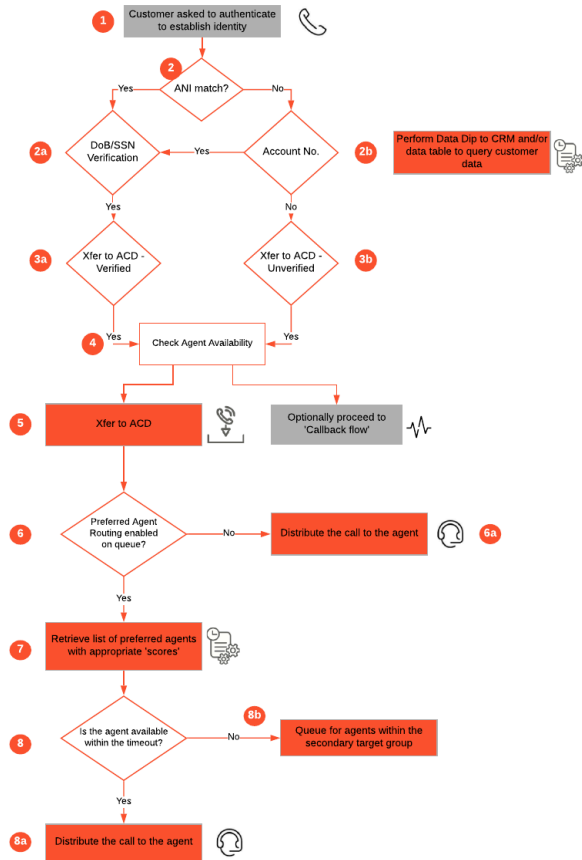 1
Customer asked to authenticate
to establish identity
2
ANI match?
Yes
No
2a
DoB/SSN
Verification
Yes
Account No.
2b
Perform Data Dip to CRM and/or
data table to query customer
data
Yes
No
3a
Xfer to ACD -
Verified
Xfer to ACD -
Unverified
3b
Yes
Yes
4
Check Agent Availability
5
Xfer to ACD
Optionally proceed to
'Callback flow'
6
Preferred Agent
Routing enabled
on queue?
No
Distribute the call to the agent
6a
Yes
7
Retrieve list of preferred agents
with appropriate 'scores'
8
Is the agent available
within the timeout?
No
8b
Queue for agents within the
secondary target group
Yes
8a
Distribute the call to the agent